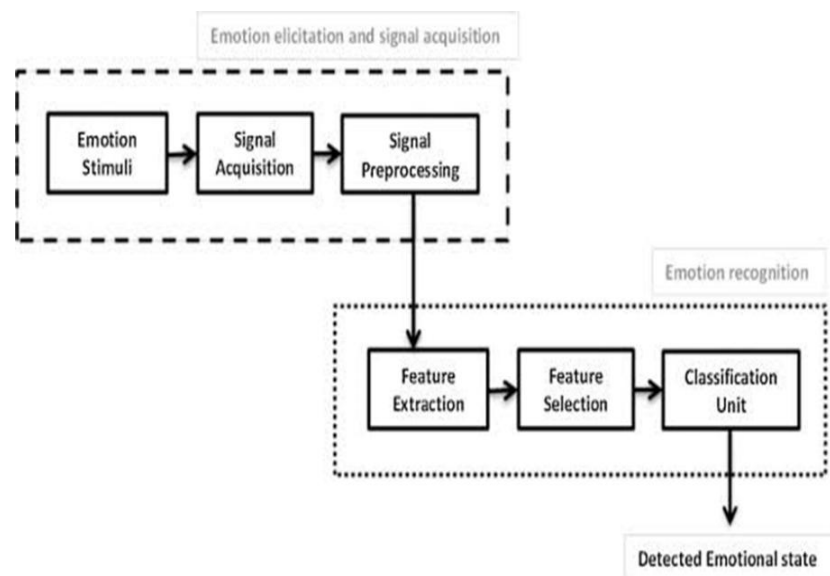 Emotion elicitation and signal acquisition
Emotion
Stimuli
Signal
Acquisition
Signal
Preprocessing
Emotion recognition
Feature
Extraction
Feature
Selection
Classification
Unit
Detected Emotional state